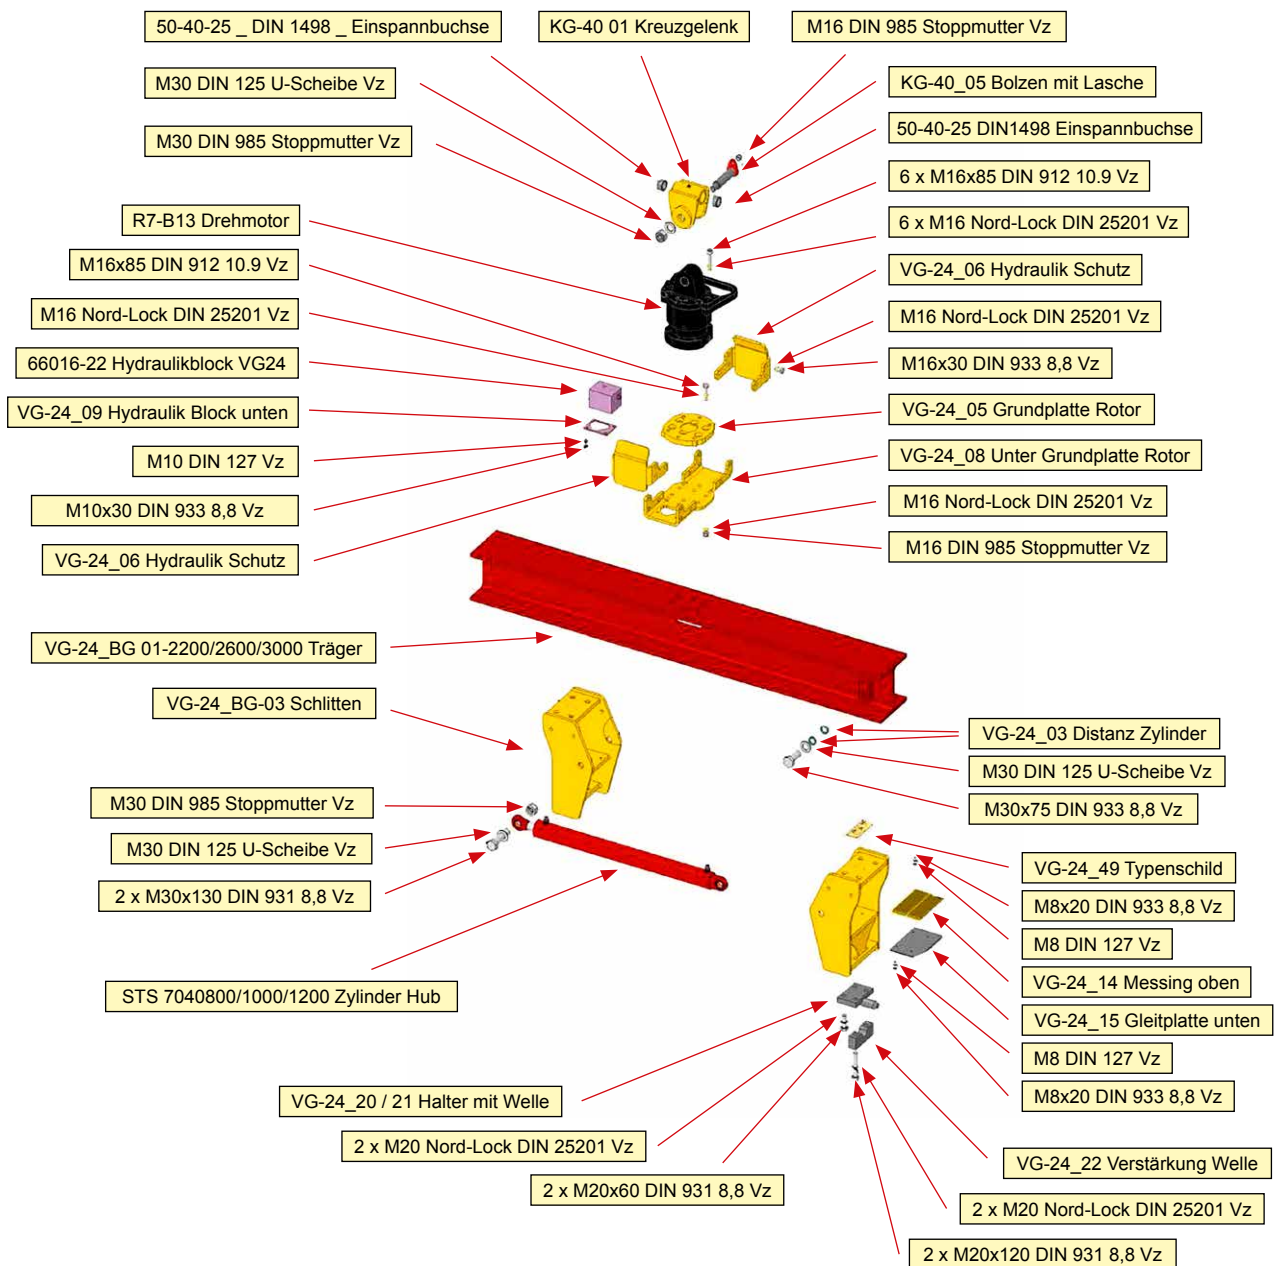 50-40-25 _ DIN 1498 _ Einspannbuchse
KG-40 01 Kreuzgelenk
M16 DIN 985 Stoppmutter Vz
M30 DIN 125 U-Scheibe Vz
KG-40_05 Bolzen mit Lasche
M30 DIN 985 Stoppmutter Vz
50-40-25 DIN1498 Einspannbuchse
6 x M16x85 DIN 912 10.9 Vz
R7-B13 Drehmotor
6 x M16 Nord-Lock DIN 25201 Vz
M16x85 DIN 912 10.9 Vz
VG-24_06 Hydraulik Schutz
M16 Nord-Lock DIN 25201 Vz
M16 Nord-Lock DIN 25201 Vz
66016-22 Hydraulikblock VG24
M16x30 DIN 933 8,8 Vz
VG-24_09 Hydraulik Block unten
VG-24_05 Grundplatte Rotor
M10 DIN 127 Vz
VG-24_08 Unter Grundplatte Rotor
M10x30 DIN 933 8,8 Vz
M16 Nord-Lock DIN 25201 Vz
VG-24_06 Hydraulik Schutz
M16 DIN 985 Stoppmutter Vz
VG-24_BG 01-2200/2600/3000 Träger
VG-24_BG-03 Schlitten
VG-24_03 Distanz Zylinder
M30 DIN 125 U-Scheibe Vz
M30 DIN 985 Stoppmutter Vz
M30x75 DIN 933 8,8 Vz
M30 DIN 125 U-Scheibe Vz
VG-24_49 Typenschild
2 x M30x130 DIN 931 8,8 Vz
M8x20 DIN 933 8,8 Vz
M8 DIN 127 Vz
VG-24_14 Messing oben
STS 7040800/1000/1200 Zylinder Hub
VG-24_15 Gleitplatte unten
M8 DIN 127 Vz
M8x20 DIN 933 8,8 Vz
VG-24_20 / 21 Halter mit Welle
2 x M20 Nord-Lock DIN 25201 Vz
VG-24_22 Verstärkung Welle
2 x M20x60 DIN 931 8,8 Vz
2 x M20 Nord-Lock DIN 25201 Vz
2 x M20x120 DIN 931 8,8 Vz